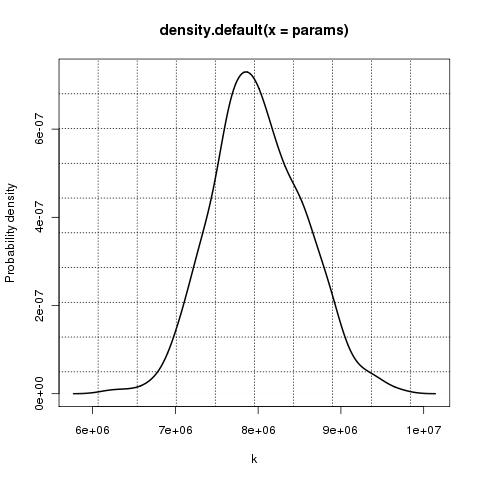 density.default(x = params)
Probability density
6e-07
4e-07
2e-07
0e+00
6e+06 7e+06 8e+06 9e+06 1e+07
k